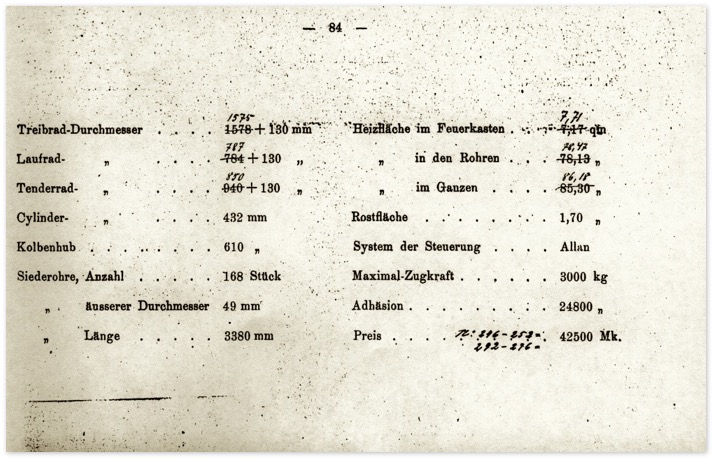 — 84 —
1575 7,71
Treibrad-Durchmesser . . . . 1578 + 130 mm Heizfläche im Feuerkasten . . . 7,17 qm
787 78,47
Laufrad- „ . . . . 784 + 130 „ „ in den Rohren . . . 78,13 „
850 86,18
Tenderrad- „ . . . . 940 + 130 „ „ im Ganzen . . . . 85,30 „
Cylinder- „ . . . . 432 mm Rostfläche . . . . . . . 1,70 „
Kolbenhub . . . . . . . . 610 „ System der Steuerung . . . . Allan
Siederohre, Anzahl . . . . . 168 Stück Maximal-Zugkraft . . . . . . 3000 kg
„ äusserer Durchmesser 49 mm Adhäsion . . . . . . . . . 24800 „
„ Länge . . . . . 3380 mm Preis . . . . 42500 Mk.
292-296=